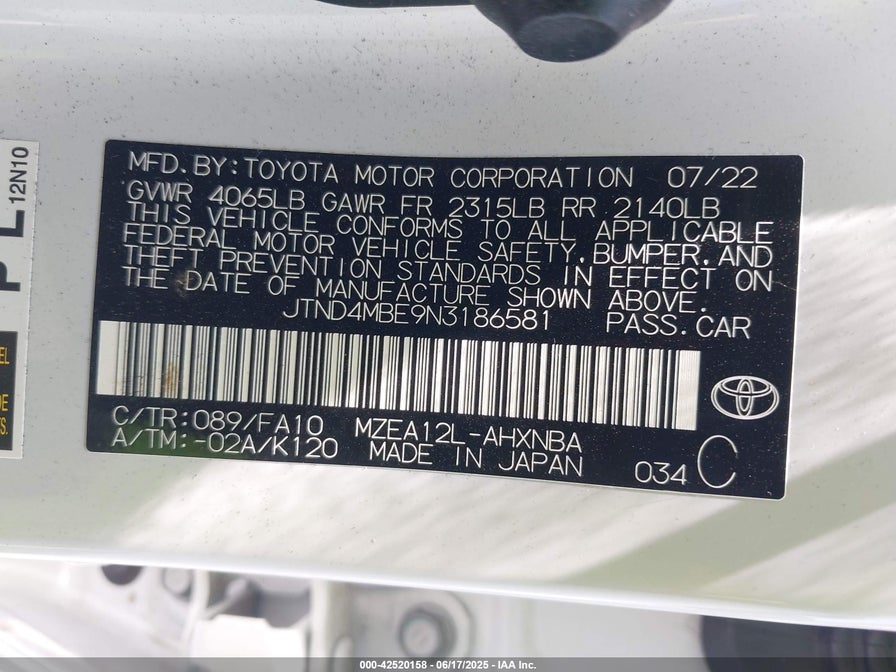 MFD.BY:TOYOTA MOTOR CORPORATION 07/22
GVWR 4065LB GAWR FR 2315LB RR 2140LB
THIS VEHICLE CONFORMS TO ALL APPLICABLE
FEDERAL MOTOR VEHICLE SAFETY,BUMPER,AND
THEFT PREVENTION STANDARDS IN EFFECT ON
THE DATE OF MANUFACTURE SHOWN ABOVE.
JTND4MBE9N3186581 PASS.CAR
C/TR:089/FA10 MZEA12L-AHXNBA
A/TM:-02A/K120 MADE IN JAPAN
034 C
12N10
000-42520158 - 06/17/2025 - IAA Inc.